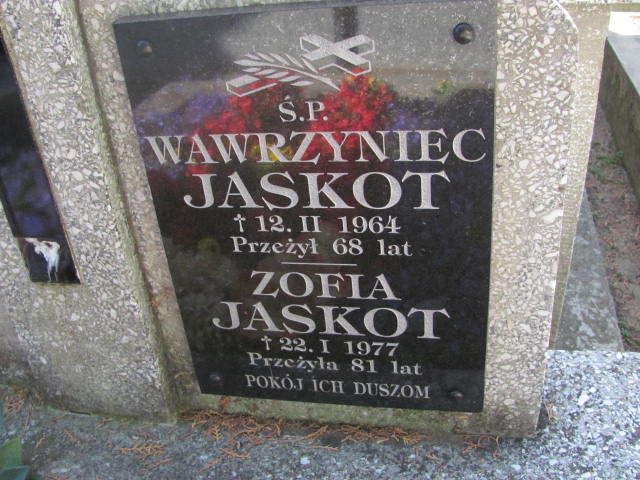 Ś.P.
WAWRZYNIEC
JASKOT
† 12. II 1964
Przeżył 68 lat
ZOFIA
JASKOT
† 22. I 1977
Przeżyła 81 lat
POKÓJ ICH DUSZOM